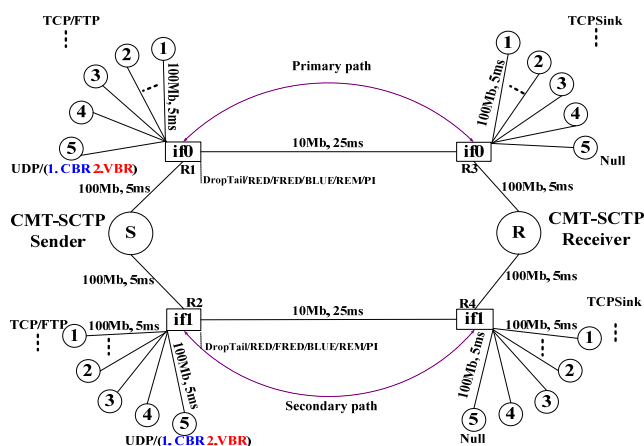 TCP/FTP
TCPSink
1
2
3
4
5
100Mb, 5ms
Primary path
1
2
3
4
5
100Mb, 5ms
if0
10Mb, 25ms
if0
UDP/(1. CBR 2.VBR)
R1
DropTail/RED/FRED/BLUE/REM/PI
R3
Null
100Mb, 5ms
100Mb, 5ms
CMT-SCTP
Sender
S
R
CMT-SCTP
Receiver
100Mb, 5ms
100Mb, 5ms
R2
R4
TCP/FTP
100Mb, 5ms
if1
10Mb, 25ms
if1
100Mb, 5ms
TCPSink
1
2
3
4
5
100Mb, 5ms
DropTail/RED/FRED/BLUE/REM/PI
Secondary path
100Mb, 5ms
1
2
3
4
5
UDP/(1. CBR 2.VBR)
Null